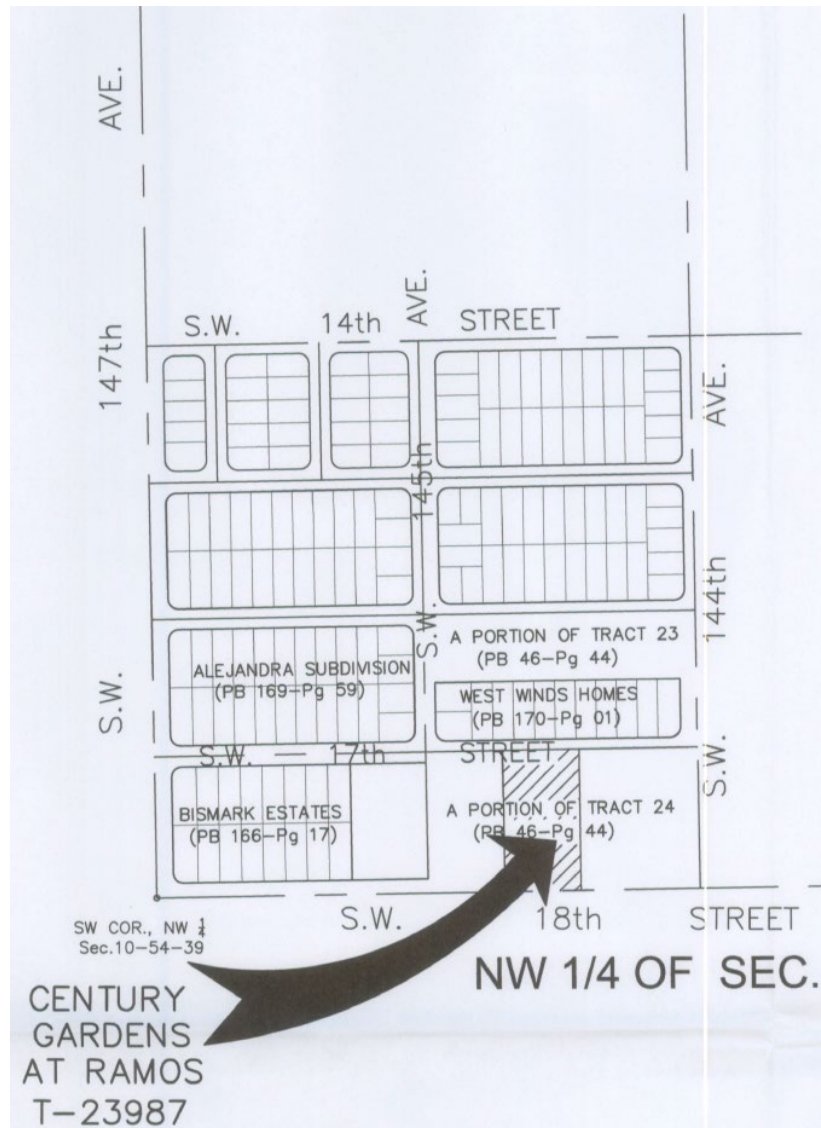 AVE.
147th
S.W.
S.W. 14th STREET
AVE.
145th
S.W.
AVE.
144th
S.W.
A PORTION OF TRACT 23
(PB 46-Pg 44)
ALEJANDRA SUBDIVISION
(PB 169-Pg 59)
WEST WINDS HOMES
(PB 170-Pg 01)
S.W. 17th STREET
BISMARK ESTATES
(PB 166-Pg 17)
A PORTION OF TRACT 24
(PB 46-Pg 44)
S.W. 18th STREET
SW COR., NW ¼
Sec.10-54-39
NW 1/4 OF SEC.
CENTURY
GARDENS
AT RAMOS
T-23987